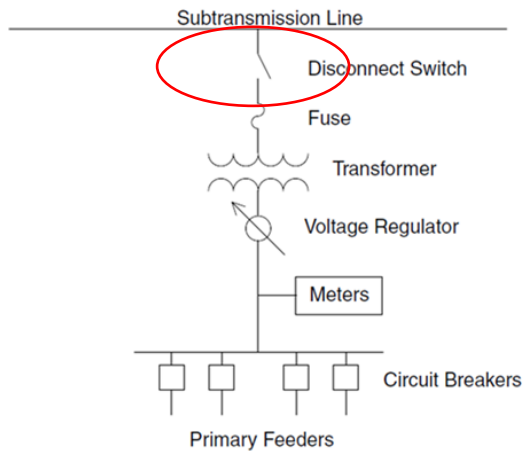 Subtransmission Line
Disconnect Switch
Fuse
Transformer
Voltage Regulator
Meters
Circuit Breakers
Primary Feeders